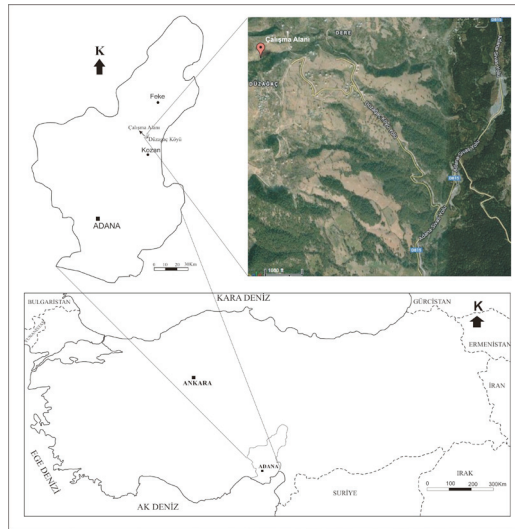 K
Feke
Çalışma Alanı
Düzağaç Köyü
Kozan
ADANA
0 10 20 30Km
Çalışma Alanı
DERE
DÜZAĞAÇ
1000 ft
KARA DENİZ
BULGARİSTAN
GÜRCİSTAN
K
ERMENİSTAN
İRAN
ANKARA
EGE DENİZİ
ADANA
AK DENİZ
SURİYE
IRAK
0 100 200 300Km